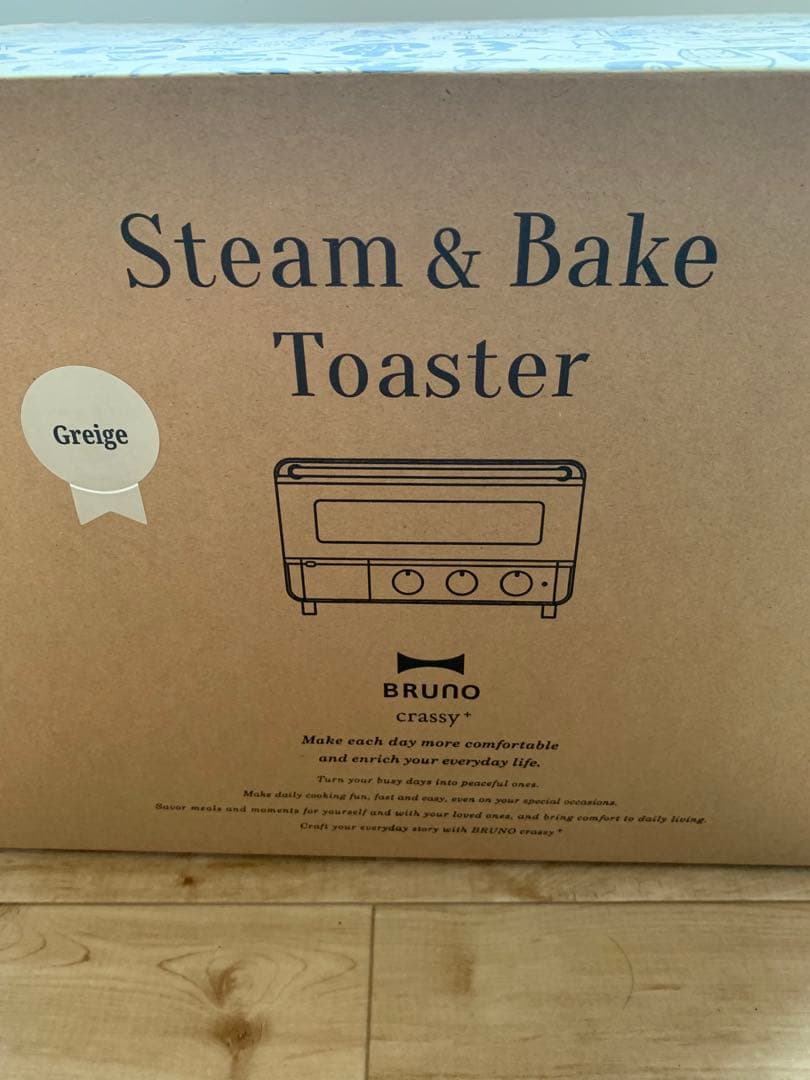 Steam & Bake
Toaster
Greige
BRUNO
crassy+
Make each day more comfortable
and enrich your everyday life.
Turn your busy days into peaceful ones.
Make daily cooking fun, fast and easy, even on your special occasions.
Savor meals and moments for yourself and with your loved ones, and bring comfort to daily living.
Craft your everyday story with BRUNO crassy+